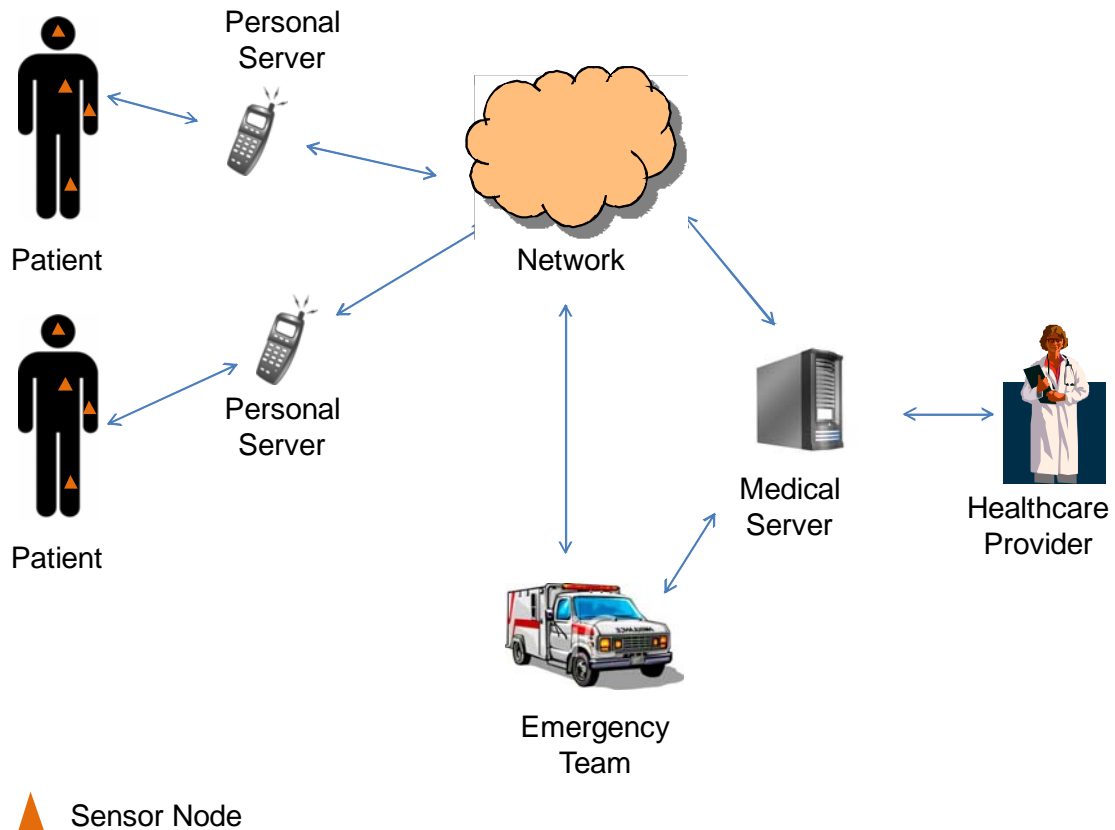 Personal
Server
Network
Patient
Personal
Server
Patient
Medical
Server
Healthcare
Provider
Emergency
Team
Sensor Node